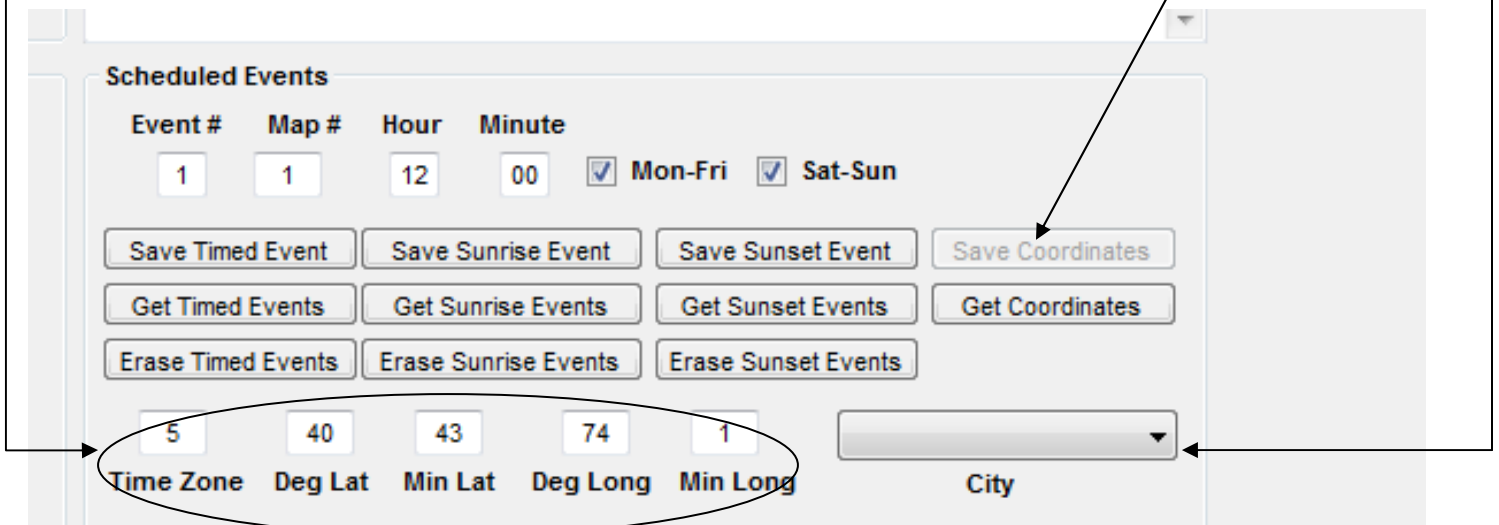 Scheduled Events
Event # Map # Hour Minute
1 1 12 00 Mon-Fri Sat-Sun
Save Timed Event Save Sunrise Event Save Sunset Event Save Coordinates
Get Timed Events Get Sunrise Events Get Sunset Events Get Coordinates
Erase Timed Events Erase Sunrise Events Erase Sunset Events
5 40 43 74 1
Time Zone Deg Lat Min Lat Deg Long Min Long City